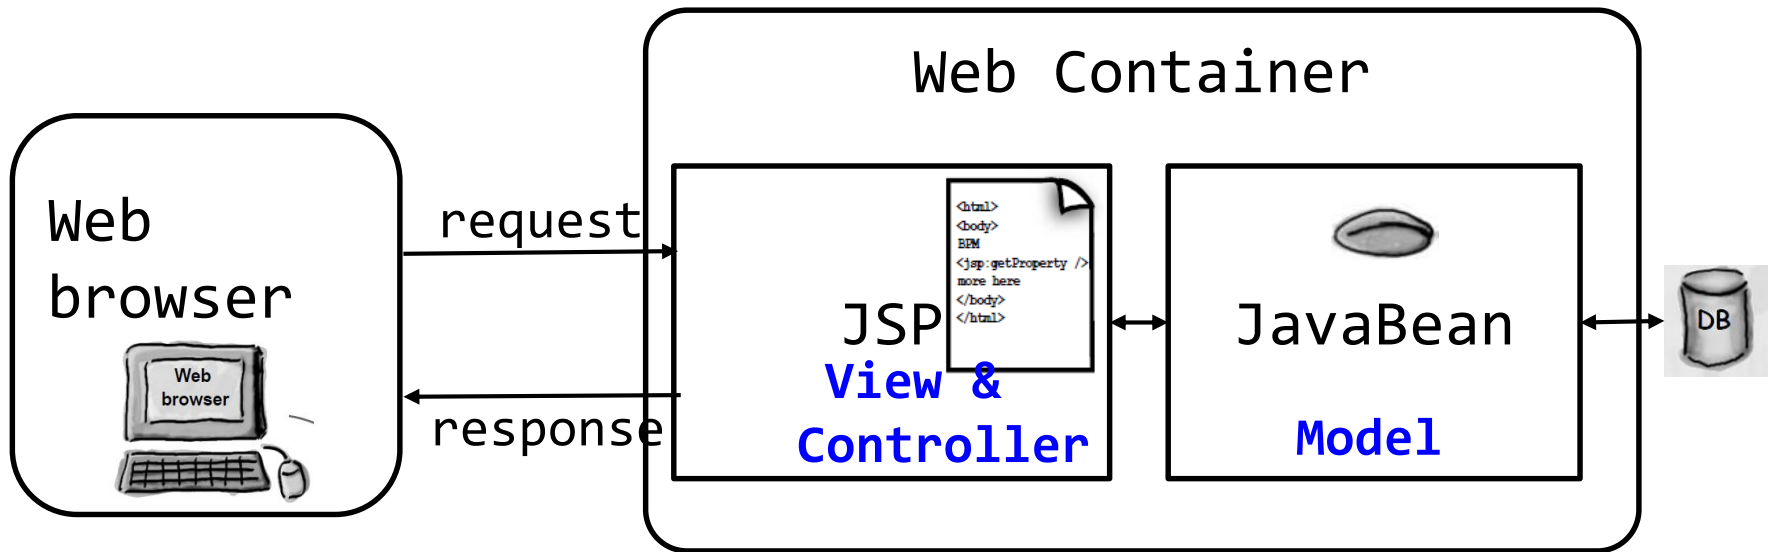 Web Container
Web
browser
Web
browser
request
response
<html>
<body>
BPM
<jsp:getProperty />
more here
</body>
</html>
JSP
View &
Controller
JavaBean
Model
DB